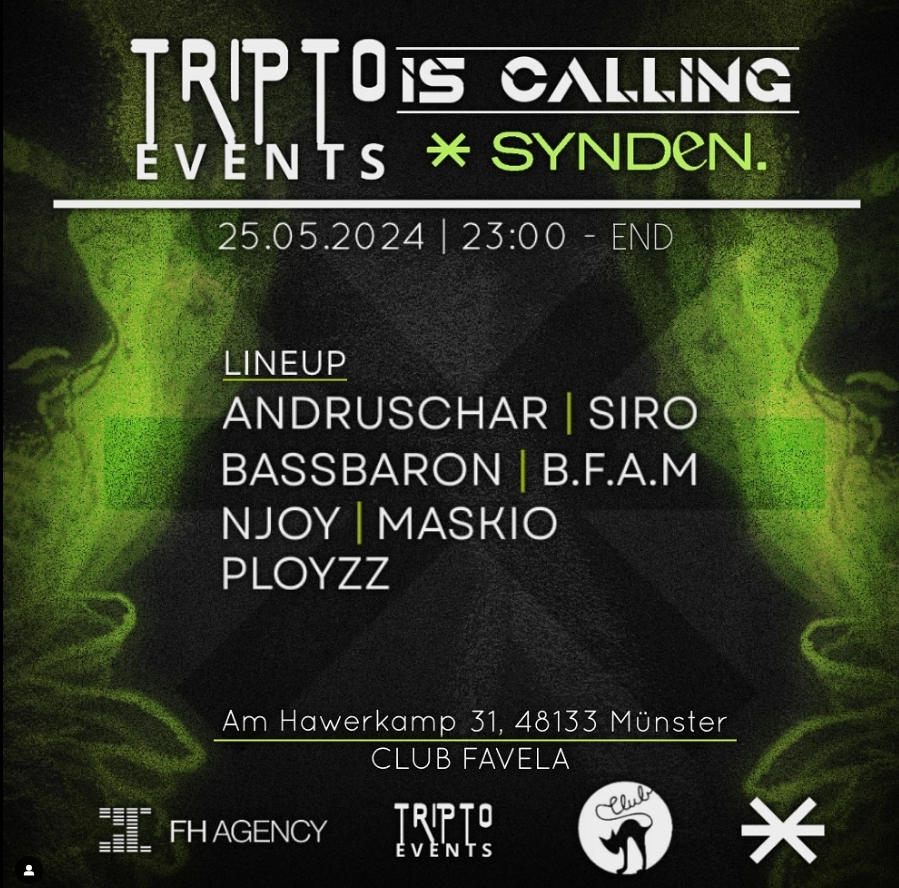 TRIPTO IS CALLING
EVENTS * SYNDEN.
25.05.2024 | 23:00 - END
LINEUP
ANDRUSCHAR | SIRO
BASSBARON | B.F.A.M
NJOY | MASKIO
PLOYZZ
Am Hawerkamp 31, 48133 Münster
CLUB FAVELA
FH AGENCY
TRIPTO
EVENTS
Club